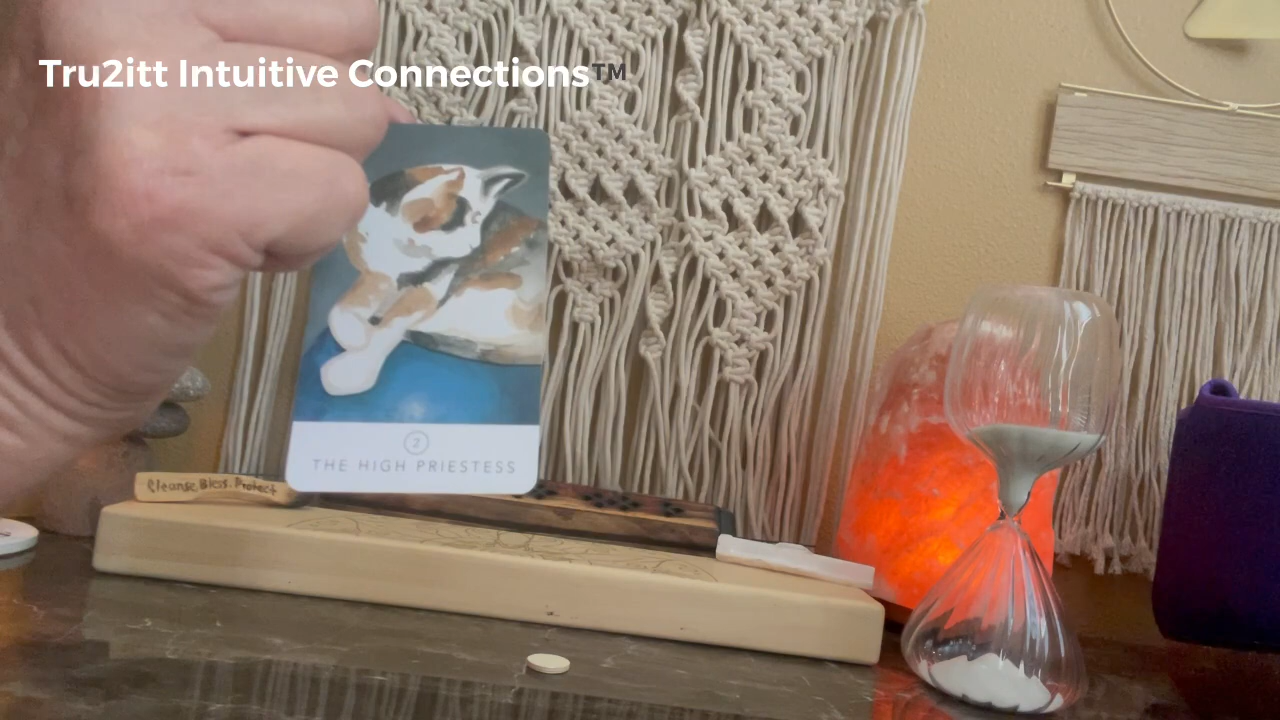 Tru2itt Intuitive Connections™
2
THE HIGH PRIESTESS
Cleanse. Bless. Protect